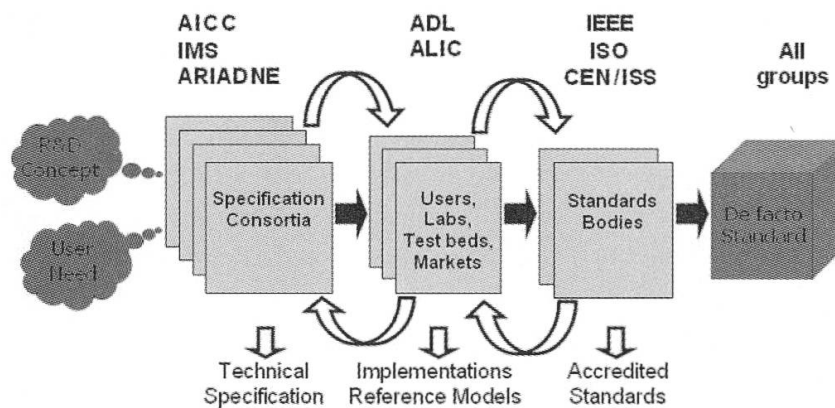 AICC
IMS
ARIADNE
ADL
ALIC
IEEE
ISO
CEN/ISS
All
groups
R&D
Concept
User
Need
Specification
Consortia
Users,
Labs,
Test beds,
Markets
Standards
Bodies
De facto
Standard
Technical
Specification
Implementations
Reference Models
Accredited
Standards